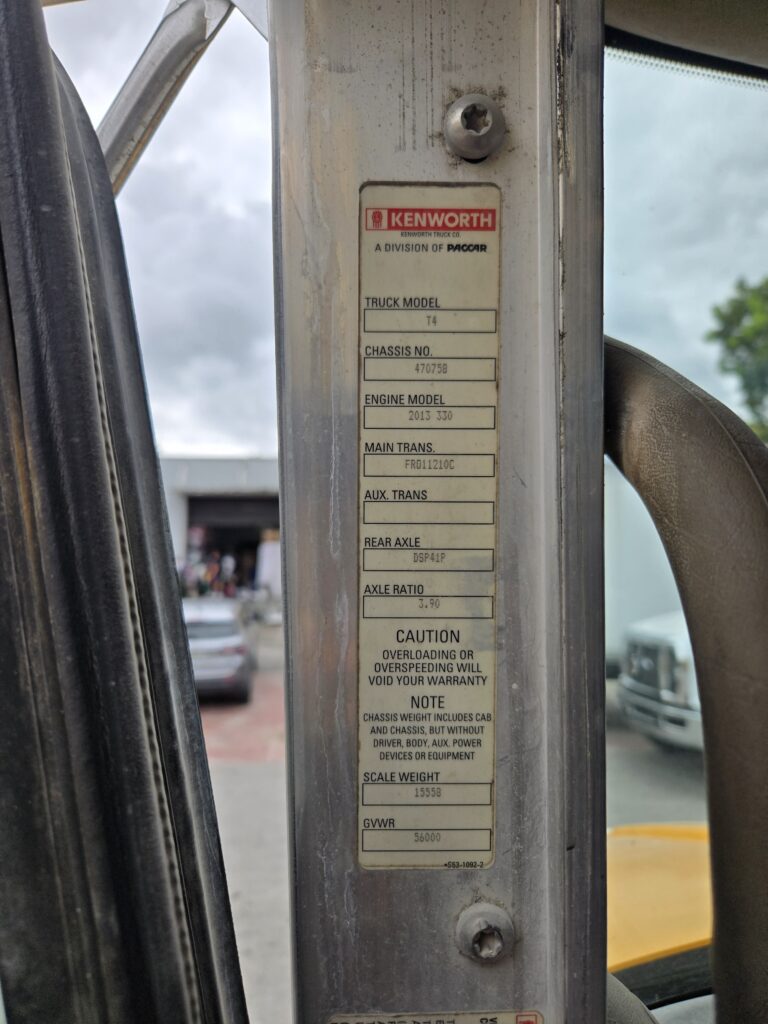 KENWORTH
KENWORTH TRUCK CO.
A DIVISION OF PACCAR
TRUCK MODEL
T4
CHASSIS NO.
470758
ENGINE MODEL
2013 330
MAIN TRANS.
FRO11210C
AUX. TRANS
REAR AXLE
DSP41P
AXLE RATIO
3.90
CAUTION
OVERLOADING OR
OVERSPEEDING WILL
VOID YOUR WARRANTY
NOTE
CHASSIS WEIGHT INCLUDES CAB
AND CHASSIS, BUT WITHOUT
DRIVER, BODY, AUX. POWER
DEVICES OR EQUIPMENT
SCALE WEIGHT
15558
GVWR
56000
•S53-1092-2